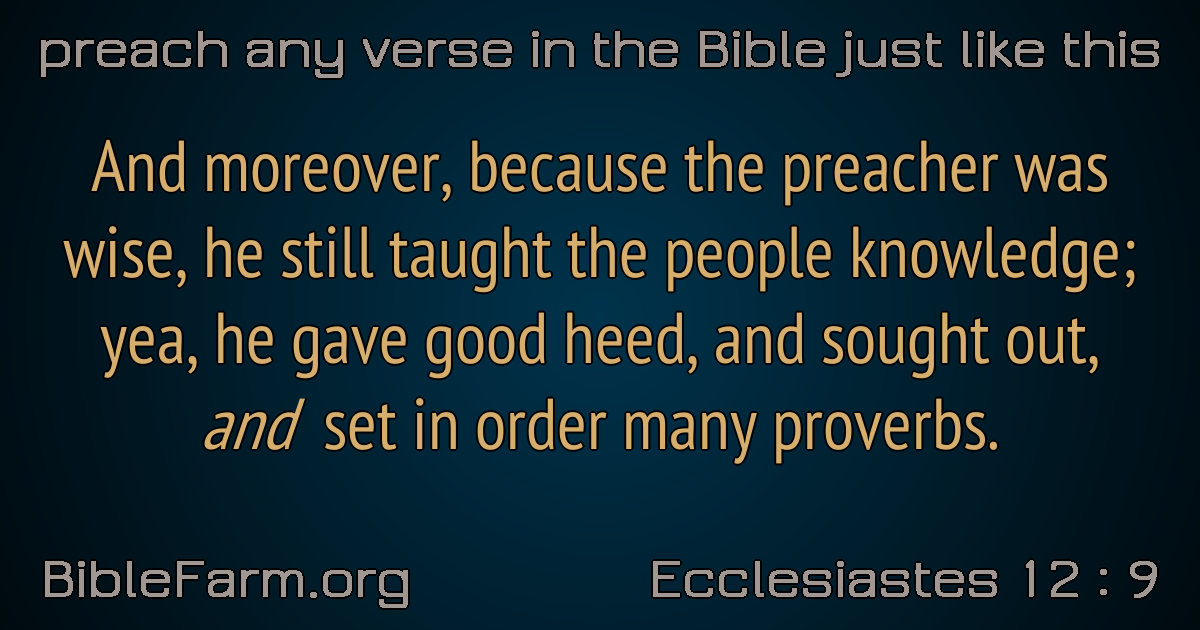 preach any verse in the Bible just like this
And moreover, because the preacher was
wise, he still taught the people knowledge;
yea, he gave good heed, and sought out,
and set in order many proverbs.
BibleFarm.org
Ecclesiastes 12 : 9